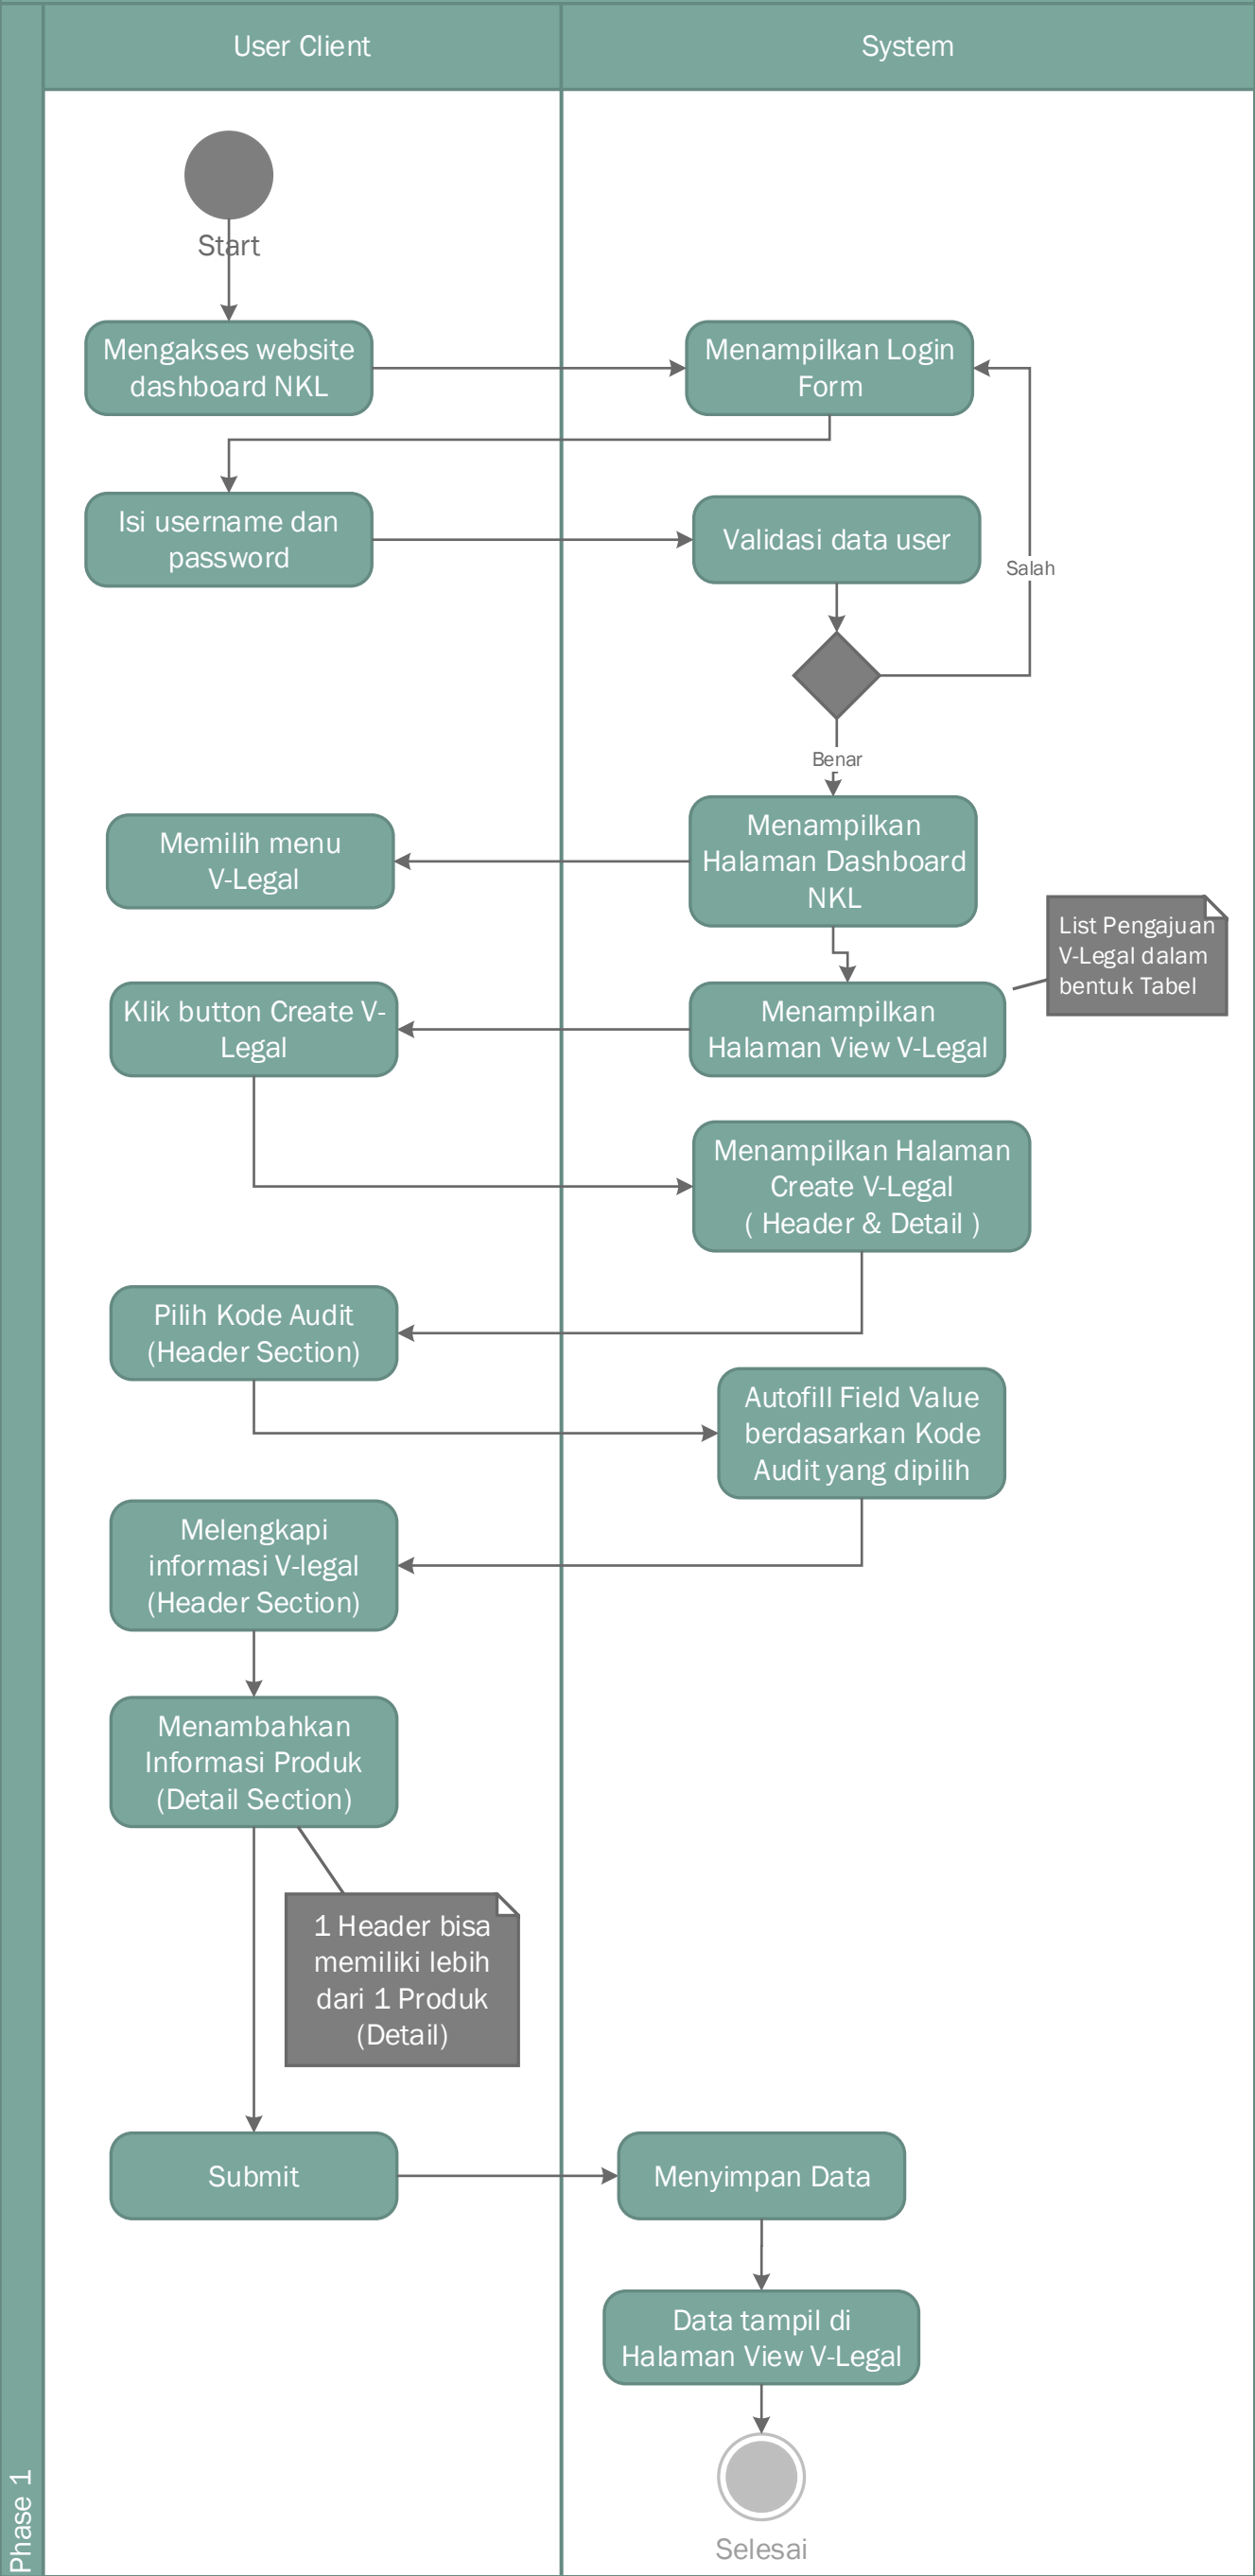 User Client
System
Start
Mengakses website
dashboard NKL
Menampilkan Login
Form
Isi username dan
password
Validasi data user
Salah
Benar
Memilih menu
V-Legal
Menampilkan
Halaman Dashboard
NKL
List Pengajuan
V-Legal dalam
bentuk Tabel
Klik button Create V-
Legal
Menampilkan
Halaman View V-Legal
Menampilkan Halaman
Create V-Legal
( Header & Detail )
Pilih Kode Audit
(Header Section)
Autofill Field Value
berdasarkan Kode
Audit yang dipilih
Melengkapi
informasi V-legal
(Header Section)
Menambahkan
Informasi Produk
(Detail Section)
1 Header bisa
memiliki lebih
dari 1 Produk
(Detail)
Submit
Menyimpan Data
Data tampil di
Halaman View V-Legal
Selesai
Phase 1